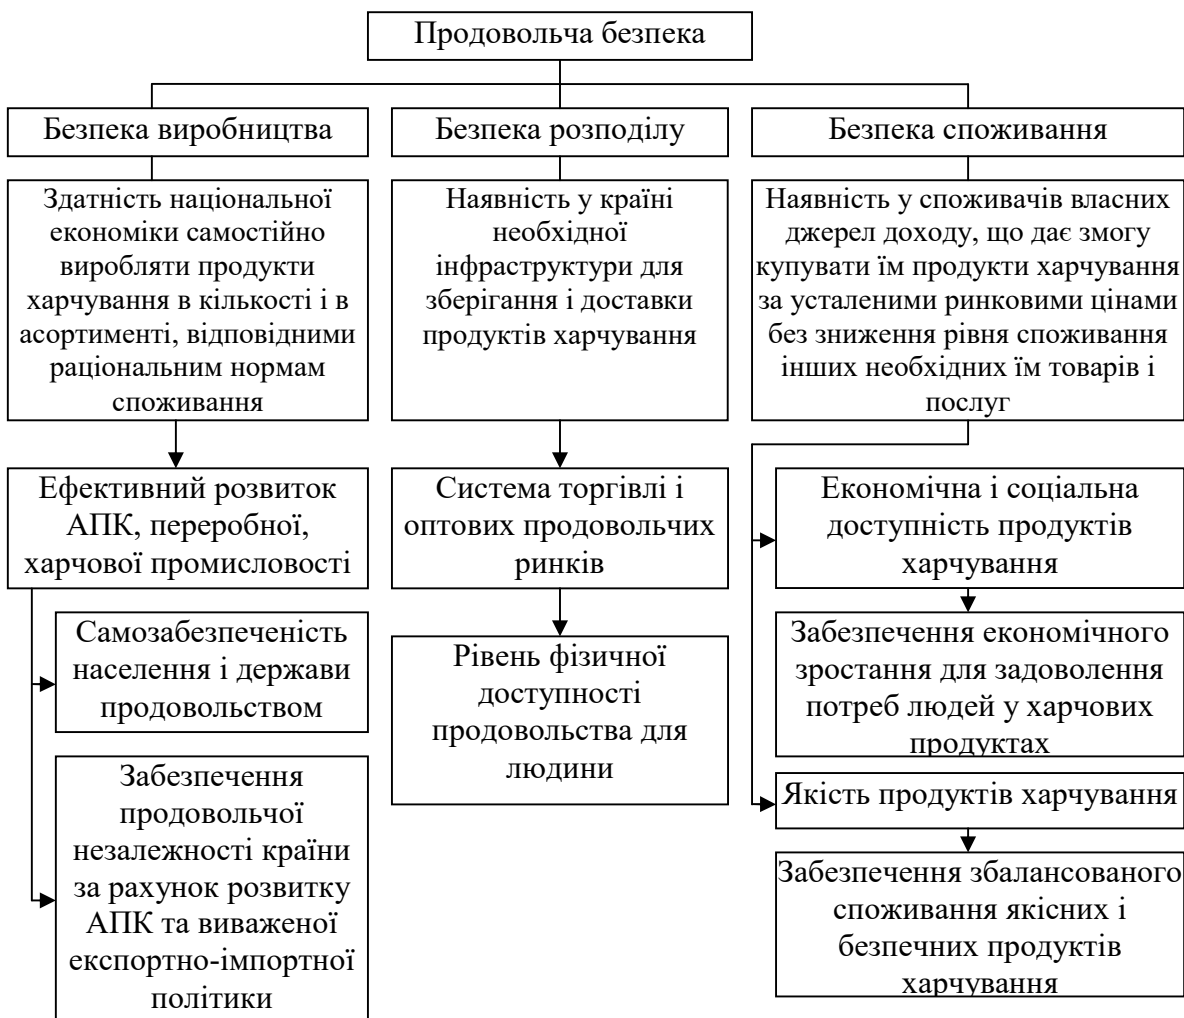 Продовольча безпека
Безпека виробництва
Безпека розподілу
Безпека споживання
Здатність національної
економіки самостійно
виробляти продукти
харчування в кількості і в
асортименті, відповідними
раціональним нормам
споживання
Наявність у країні
необхідної
інфраструктури для
зберігання і доставки
продуктів харчування
Наявність у споживачів власних
джерел доходу, що дає змогу
купувати їм продукти харчування
за усталеними ринковими цінами
без зниження рівня споживання
інших необхідних їм товарів і
послуг
Ефективний розвиток
АПК, переробної,
харчової промисловості
Система торгівлі і
оптових продовольчих
ринків
Економічна і соціальна
доступність продуктів
харчування
Самозабезпеченість
населення і держави
продовольством
Рівень фізичної
доступності
продовольства для
людини
Забезпечення економічного
зростання для задоволення
потреб людей у харчових
продуктах
Забезпечення
продовольчої
незалежності країни
за рахунок розвитку
АПК та виваженої
експортно-імпортної
політики
Якість продуктів харчування
Забезпечення збалансованого
споживання якісних і
безпечних продуктів
харчування